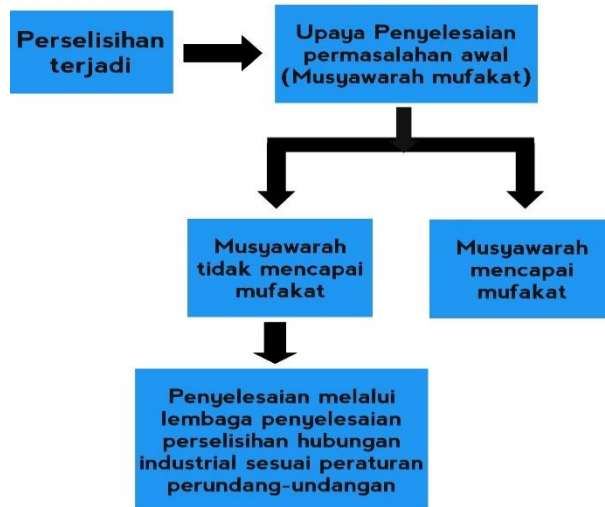 Perselisihan
terjadi
Upaya Penyelesaian
permasalahan awal
(Musyawarah mufakat)
Musyawarah
tidak mencapai
mufakat
Musyawarah
mencapai
mufakat
Penyelesaian melalui
lembaga penyelesaian
perselisihan hubungan
industrial sesuai peraturan
perundang-undangan